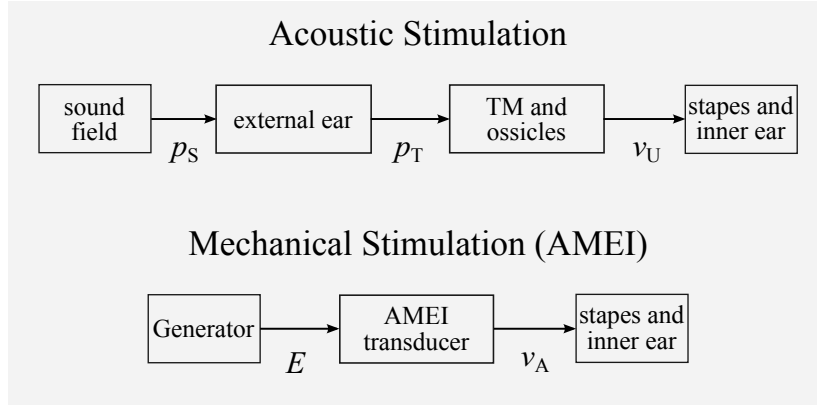 Acoustic Stimulation
sound
field
external ear
TM and
ossicles
stapes and
inner ear
pS
pT
vU
Mechanical Stimulation (AMEI)
Generator
AMEI
transducer
stapes and
inner ear
E
vA